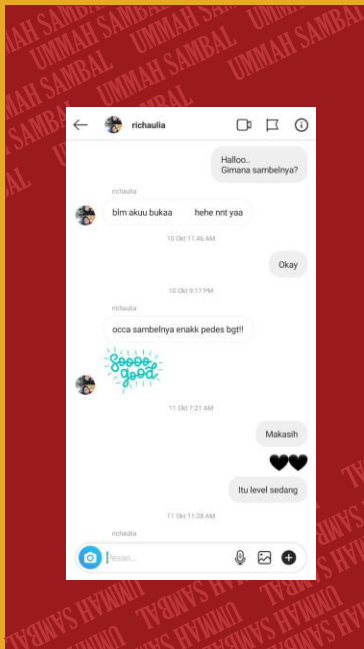 UMMAH SAMBAL
richaulia
Halloo..
Gimana sambelnya?
richaulia
blm akuu bukaa hehe nnt yaa
10 Okt 11:46 AM
Okay
10 Okt 9:17 PM
richaulia
occa sambelnya enakk pedes bgt!!
Soooo
good
11 Okt 7:21 AM
Makasih
🖤🖤
Itu level sedang
11 Okt 11:28 AM
richaulia
Pesan...
UMMAH SAMBAL